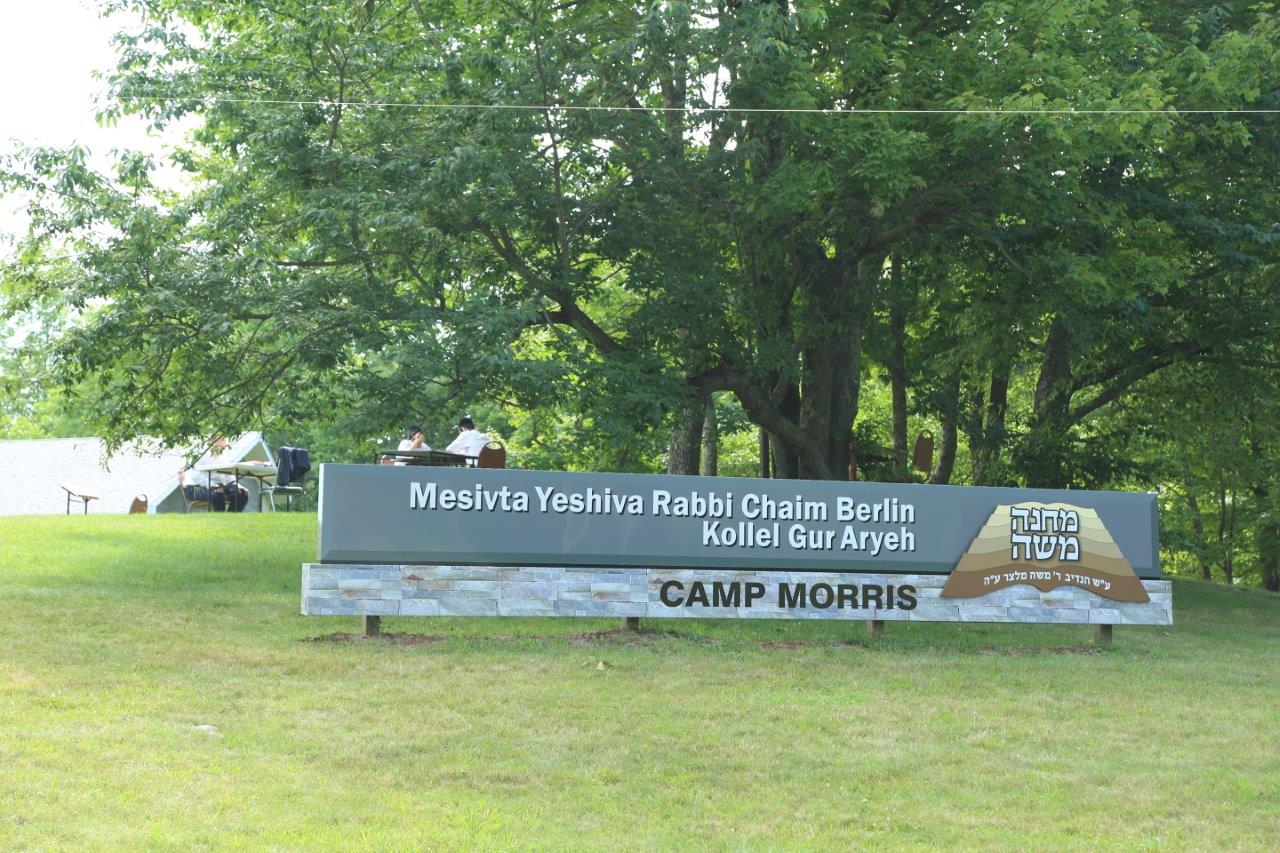 Mesivta Yeshiva Rabbi Chaim Berlin
Kollel Gur Aryeh
CAMP MORRIS
מחנה
משה
ע"ש הנדיב ר' משה מלצר ע"ה